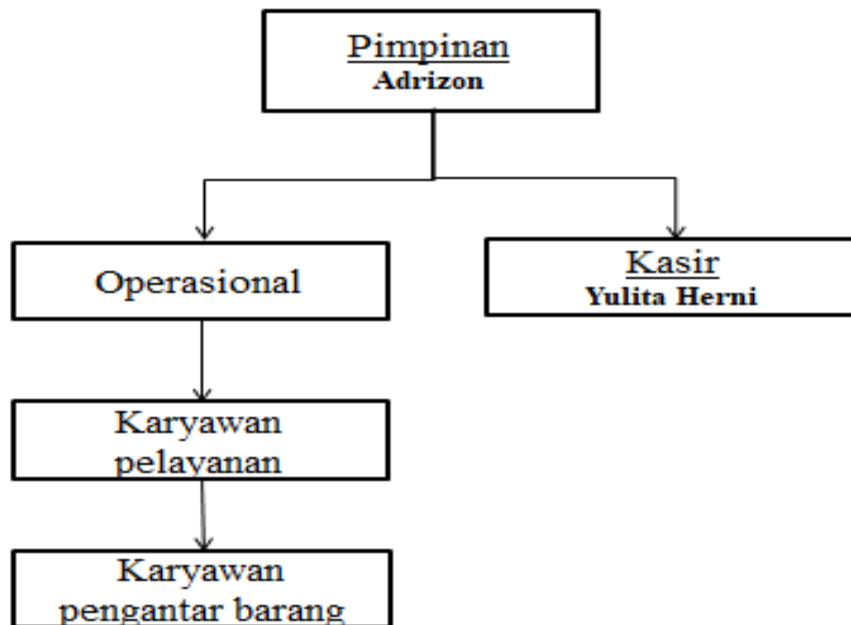 Pimpinan
Adrizon
Operasional
Kasir
Yulita Herni
Karyawan
pelayanan
Karyawan
pengantar barang